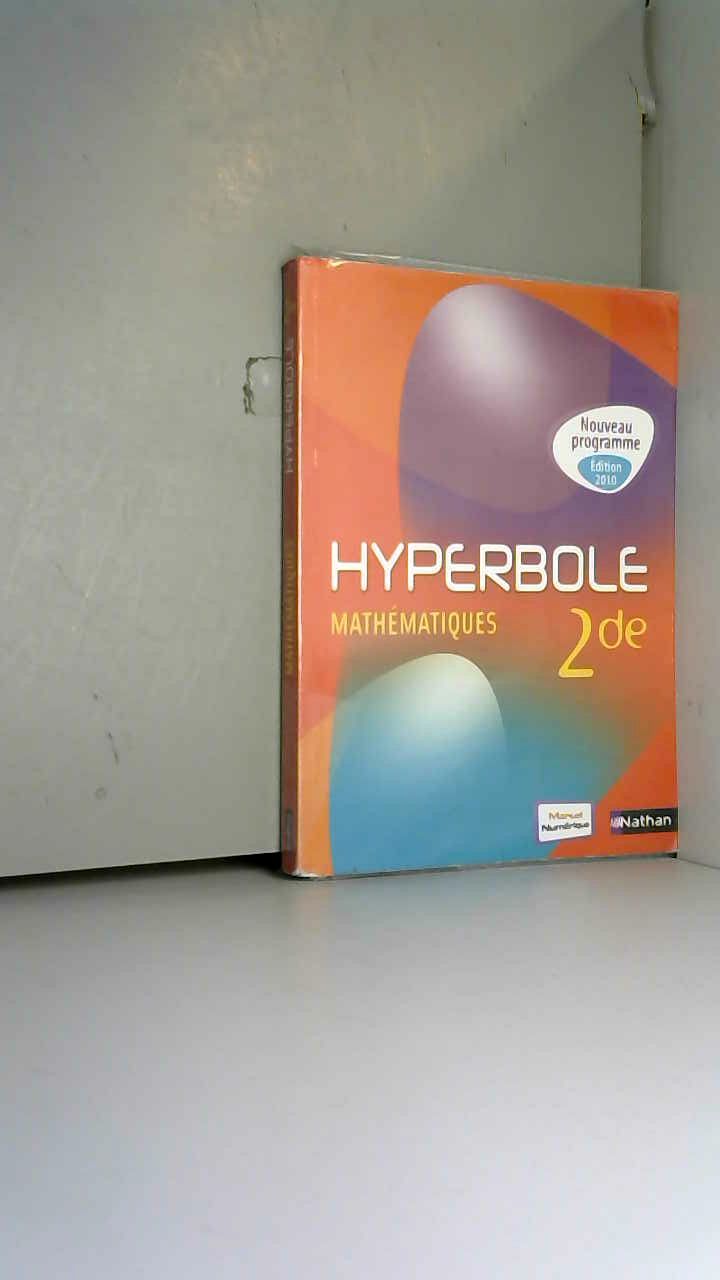 HYPERBOLE
MATHÉMATIQUES
Nouveau
programme
Édition
2010
HYPERBOLE
MATHÉMATIQUES
2de
Manuel
Numérique
Nathan